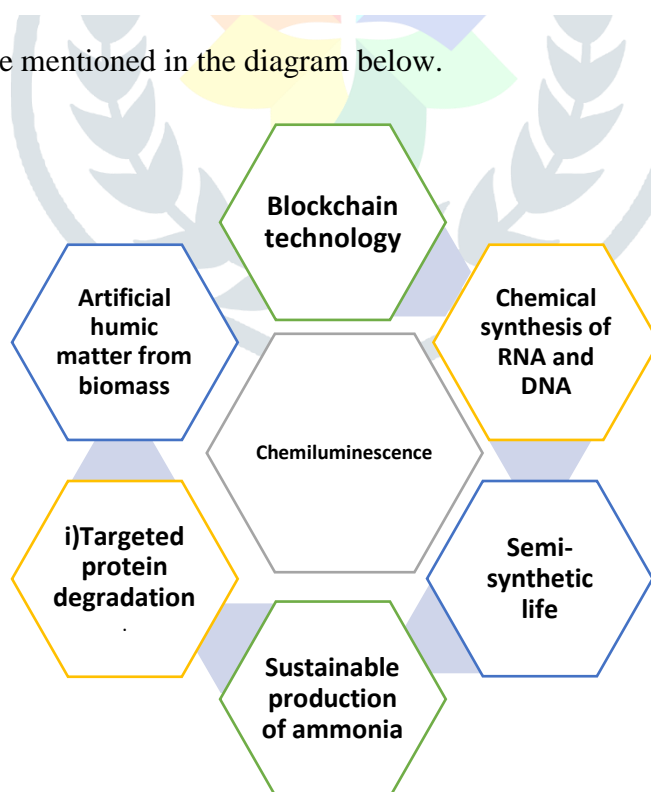 e mentioned in the diagram below.
Blockchain
technology
Chemical
synthesis of
RNA and
DNA
Semi-
synthetic
life
Sustainable
production
of ammonia
i)Targeted
protein
degradation
.
Artificial
humic
matter from
biomass
Chemiluminescence